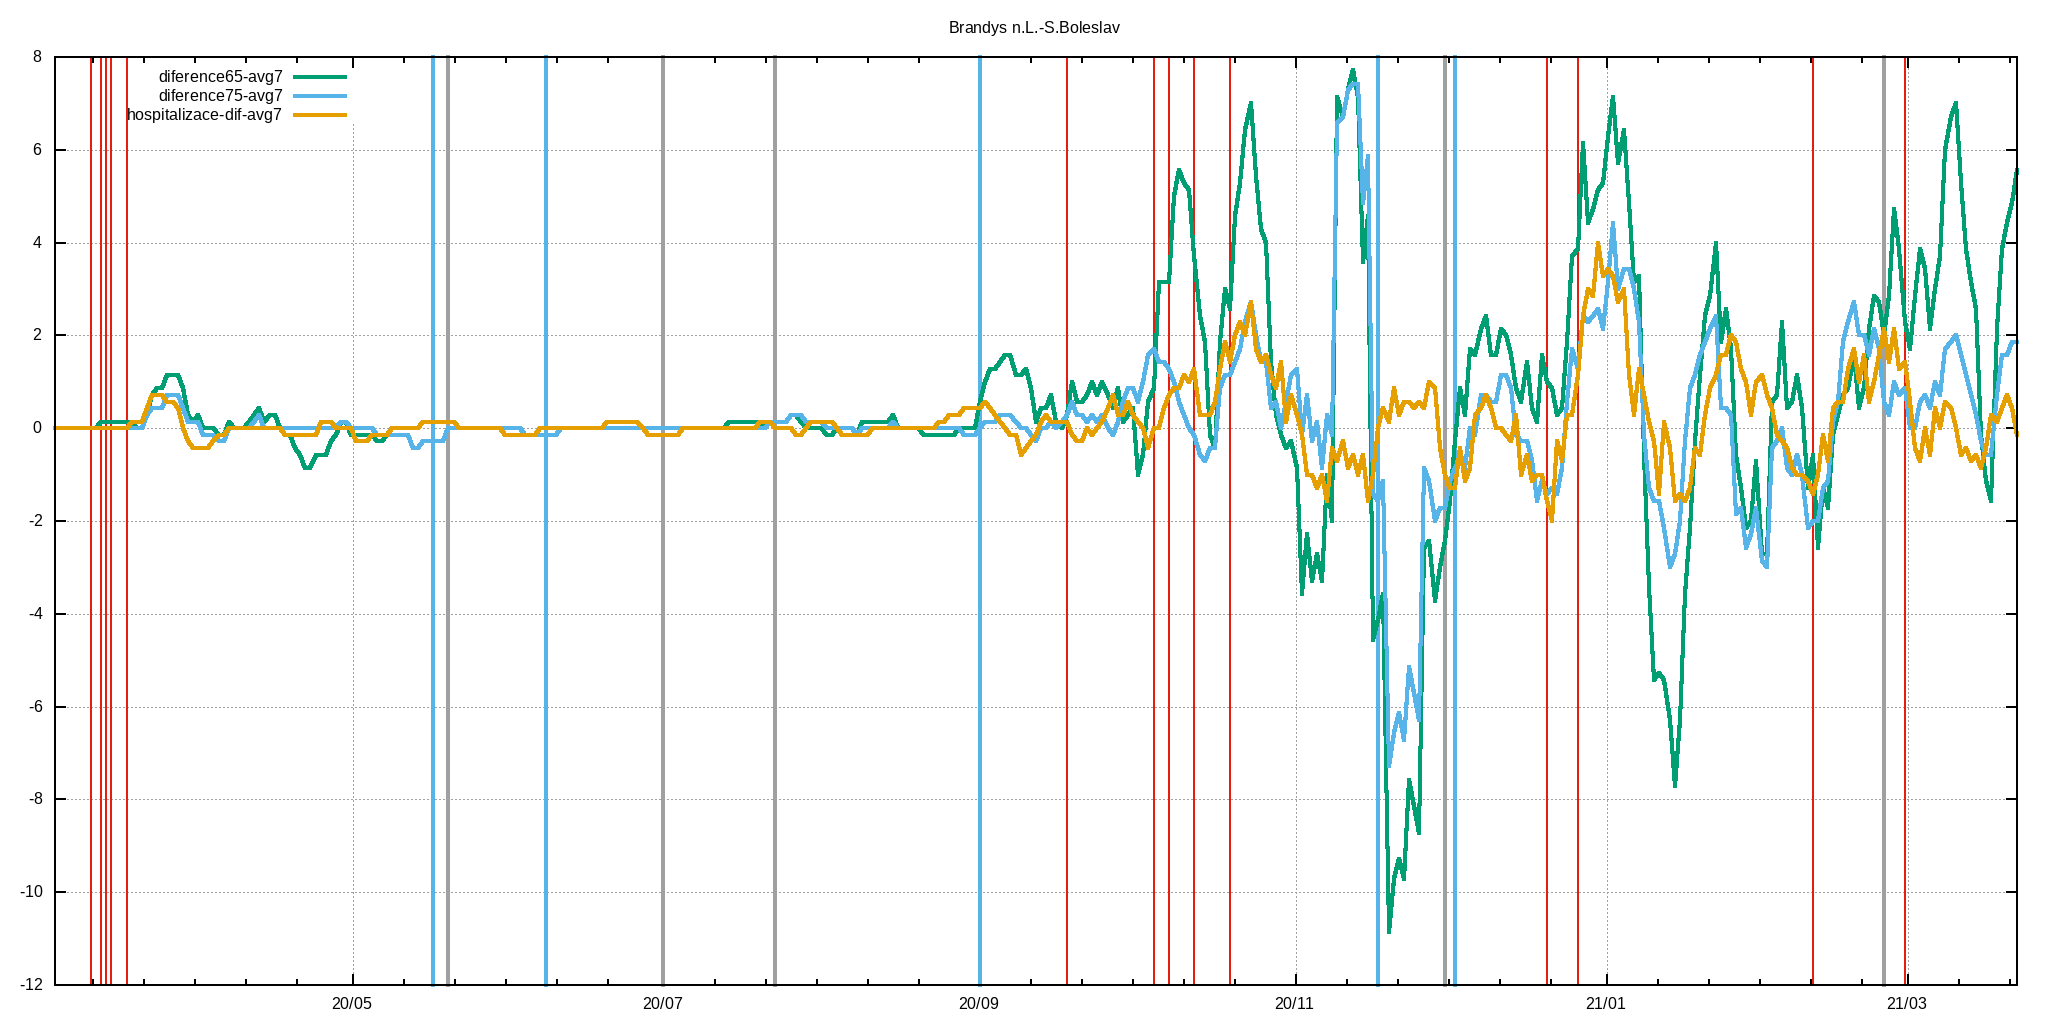 Brandys n.L.-S.Boleslav
diference65-avg7
diference75-avg7
hospitalizace-dif-avg7
8
6
4
2
0
-2
-4
-6
-8
-10
-12
20/05 20/07 20/09 20/11 21/01 21/03